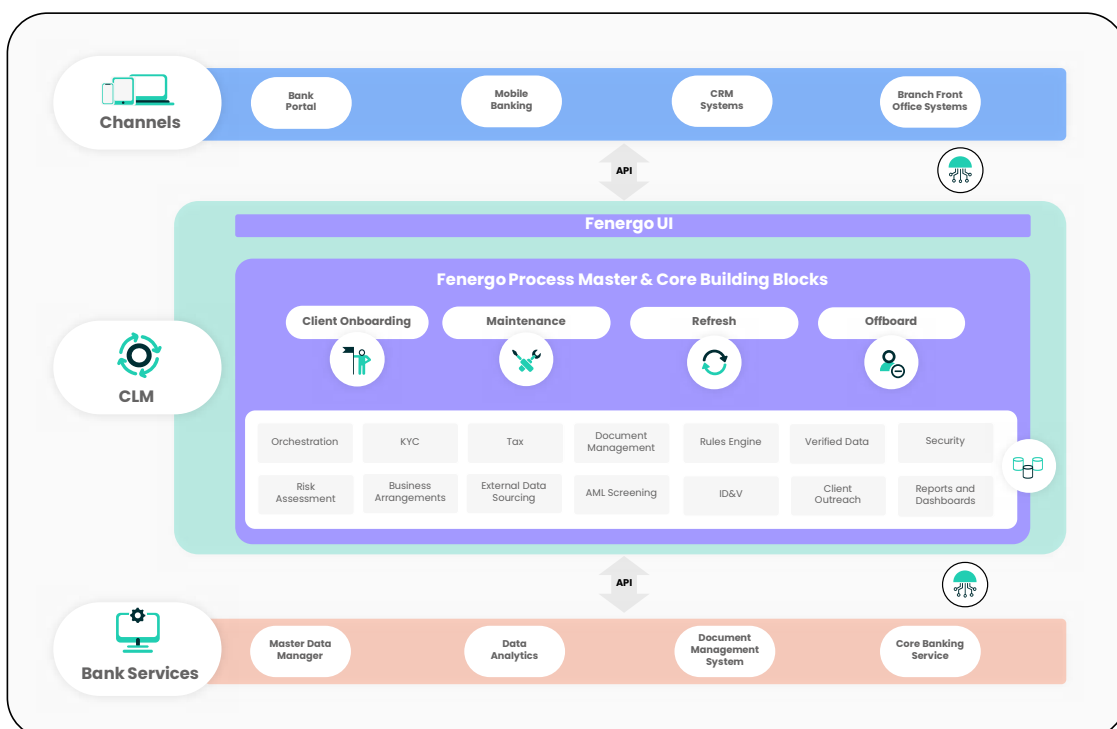 Channels
Bank
Portal
Mobile
Banking
CRM
Systems
Branch Front
Office Systems
API
Fenergo UI
Fenergo Process Master & Core Building Blocks
Client Onboarding
Maintenance
Refresh
Offboard
CLM
Orchestration
KYC
Tax
Document
Management
Rules Engine
Verified Data
Security
Risk
Assessment
Business
Arrangements
External Data
Sourcing
AML Screening
ID&V
Client
Outreach
Reports and
Dashboards
API
Bank Services
Master Data
Manager
Data
Analytics
Document
Management
System
Core Banking
Service